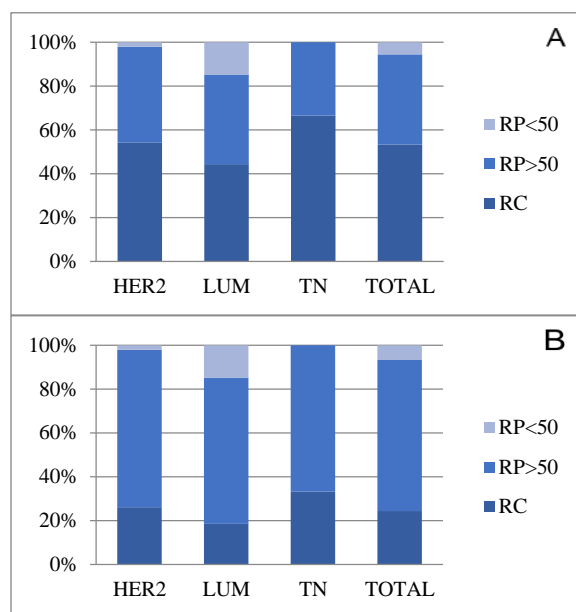 A
100%
80%
60%
40%
20%
0%
HER2 LUM TN TOTAL
RP<50
RP>50
RC
B
100%
80%
60%
40%
20%
0%
HER2 LUM TN TOTAL
RP<50
RP>50
RC